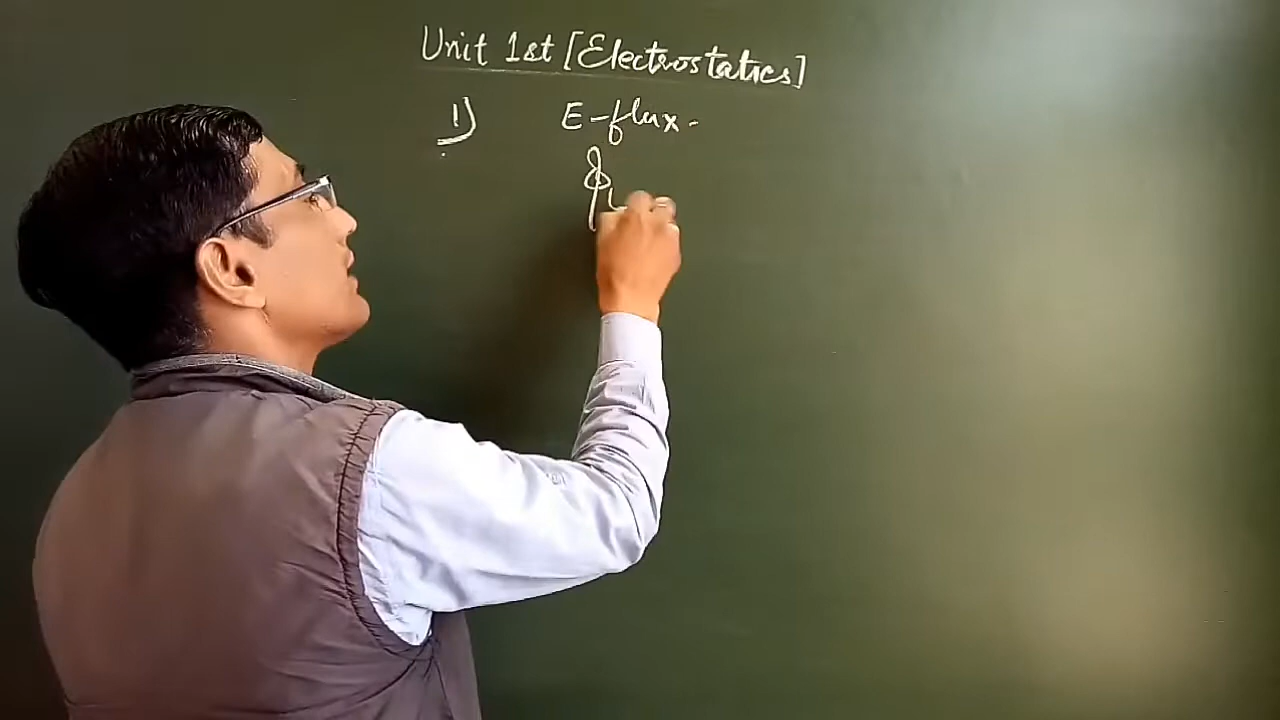 Unit 1st [Electrostatics]
1) E-flux-
ϕ